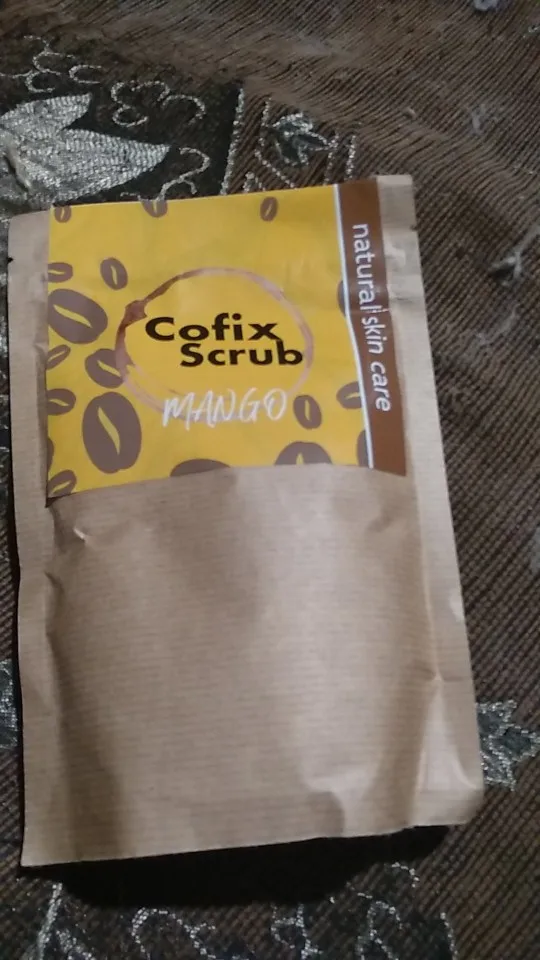 Cofix
Scrub
MANGO
natural skin care